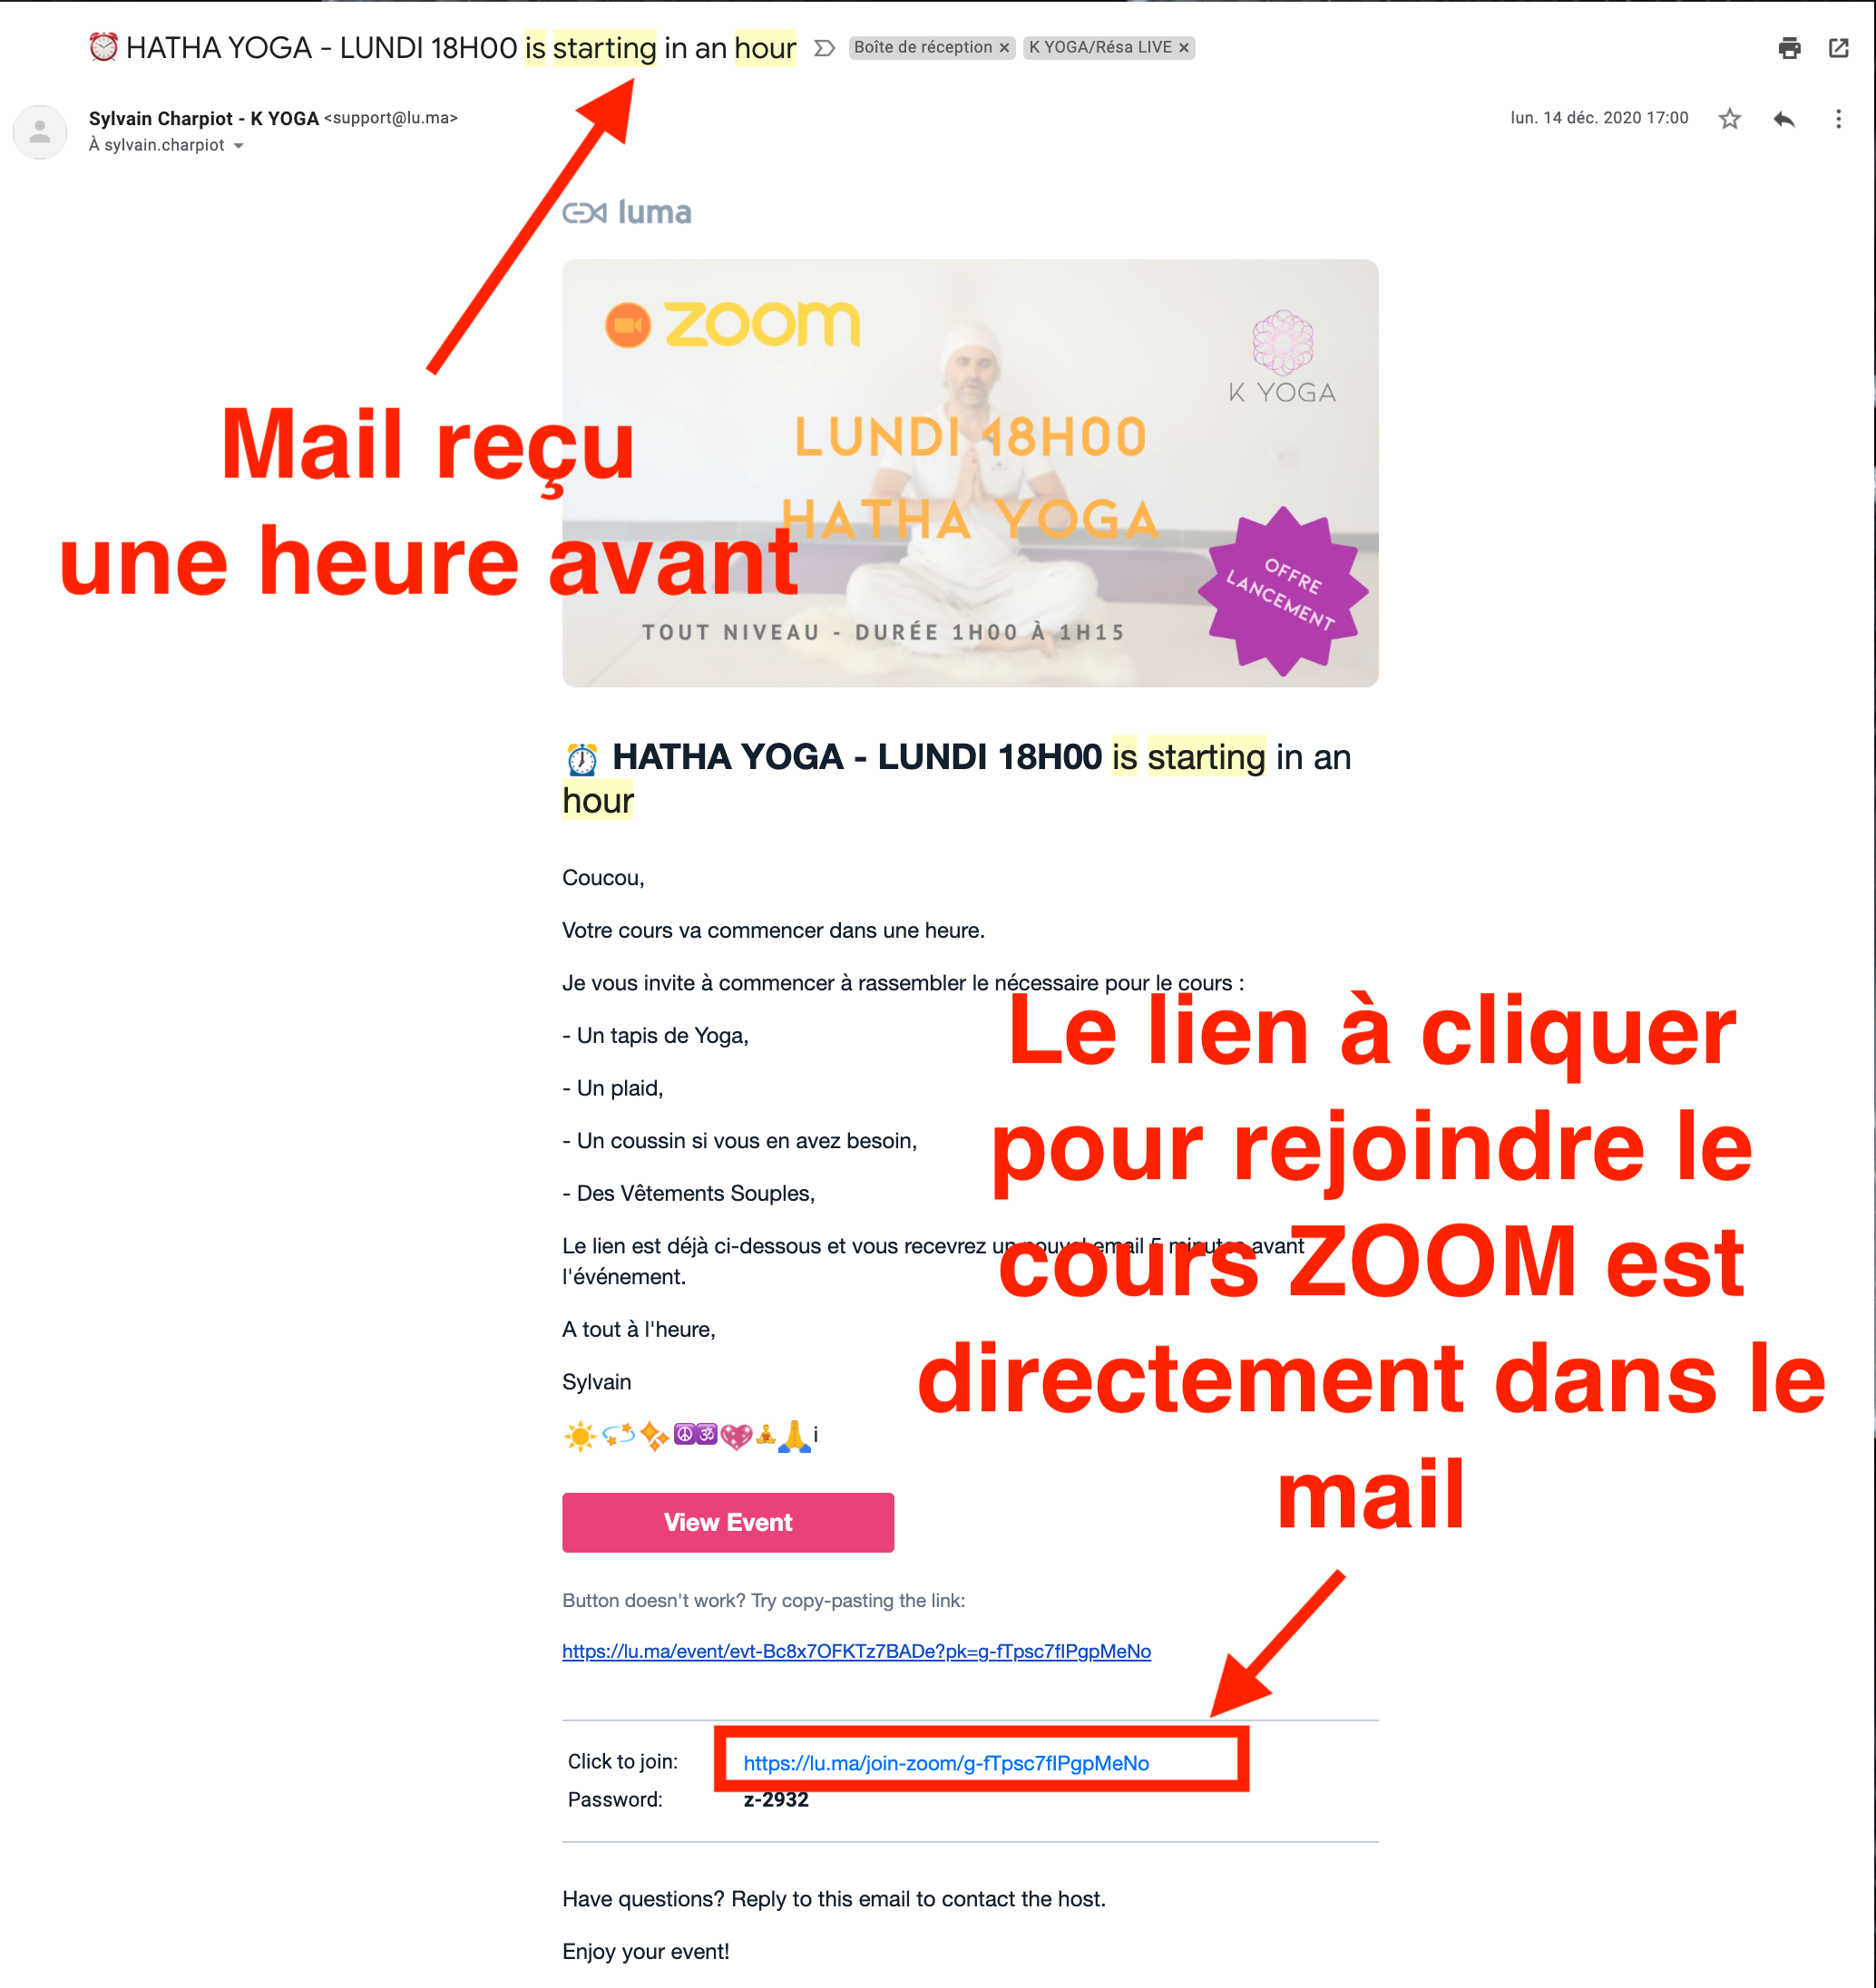 ⏰ HATHA YOGA - LUNDI 18H00 is starting in an hour Boîte de réception × K YOGA/Résa LIVE ×
Sylvain Charpiot - K YOGA <support@lu.ma> lun. 14 déc. 2020 17:00
À sylvain.charpiot
luma
zoom
K YOGA
LUNDI 18H00
HATHA YOGA
OFFRE
LANCEMENT
TOUT NIVEAU - DURÉE 1H00 À 1H15
Mail reçu
une heure avant
⏰ HATHA YOGA - LUNDI 18H00 is starting in an
hour
Coucou,
Votre cours va commencer dans une heure.
Je vous invite à commencer à rassembler le nécessaire pour le cours :
- Un tapis de Yoga,
- Un plaid,
- Un coussin si vous en avez besoin,
- Des Vêtements Souples,
Le lien est déjà ci-dessous et vous recevrez un nouvel email 5 minutes avant
l'événement.
A tout à l'heure,
Sylvain
☀️💫✨☮️🕉️💖🧘🙏i
Le lien à cliquer
pour rejoindre le
cours ZOOM est
directement dans le
mail
View Event
Button doesn't work? Try copy-pasting the link:
https://lu.ma/event/evt-Bc8x7OFKTz7BADe?pk=g-fTpsc7fIPgpMeNo
Click to join: https://lu.ma/join-zoom/g-fTpsc7fIPgpMeNo
Password: z-2932
Have questions? Reply to this email to contact the host.
Enjoy your event!